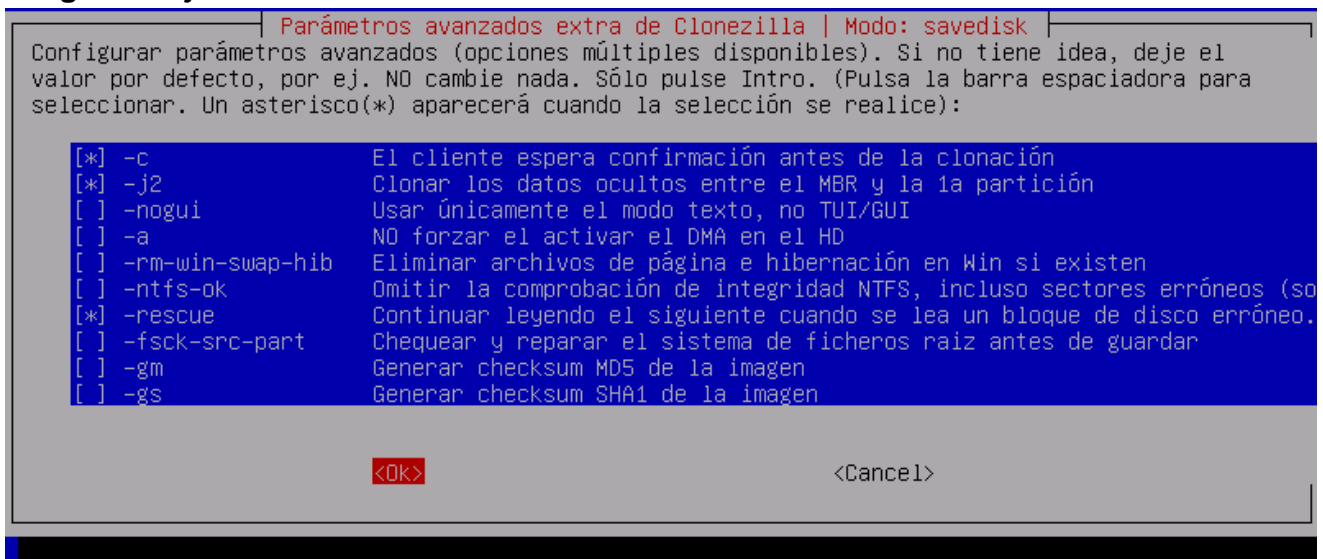 Parámetros avanzados extra de Clonezilla | Modo: savedisk
Configurar parámetros avanzados (opciones múltiples disponibles). Si no tiene idea, deje el
valor por defecto, por ej. NO cambie nada. Sólo pulse Intro. (Pulsa la barra espaciadora para
seleccionar. Un asterisco(*) aparecerá cuando la selección se realice):
[*] -c El cliente espera confirmación antes de la clonación
[*] -j2 Clonar los datos ocultos entre el MBR y la 1a partición
[ ] -nogui Usar únicamente el modo texto, no TUI/GUI
[ ] -a NO forzar el activar el DMA en el HD
[ ] -rm-win-swap-hib Eliminar archivos de página e hibernación en Win si existen
[ ] -ntfs-ok Omitir la comprobación de integridad NTFS, incluso sectores erróneos (so
[*] -rescue Continuar leyendo el siguiente cuando se lea un bloque de disco erróneo.
[ ] -fsck-src-part Chequear y reparar el sistema de ficheros raiz antes de guardar
[ ] -gm Generar checksum MD5 de la imagen
[ ] -gs Generar checksum SHA1 de la imagen
<Ok> <Cancel>